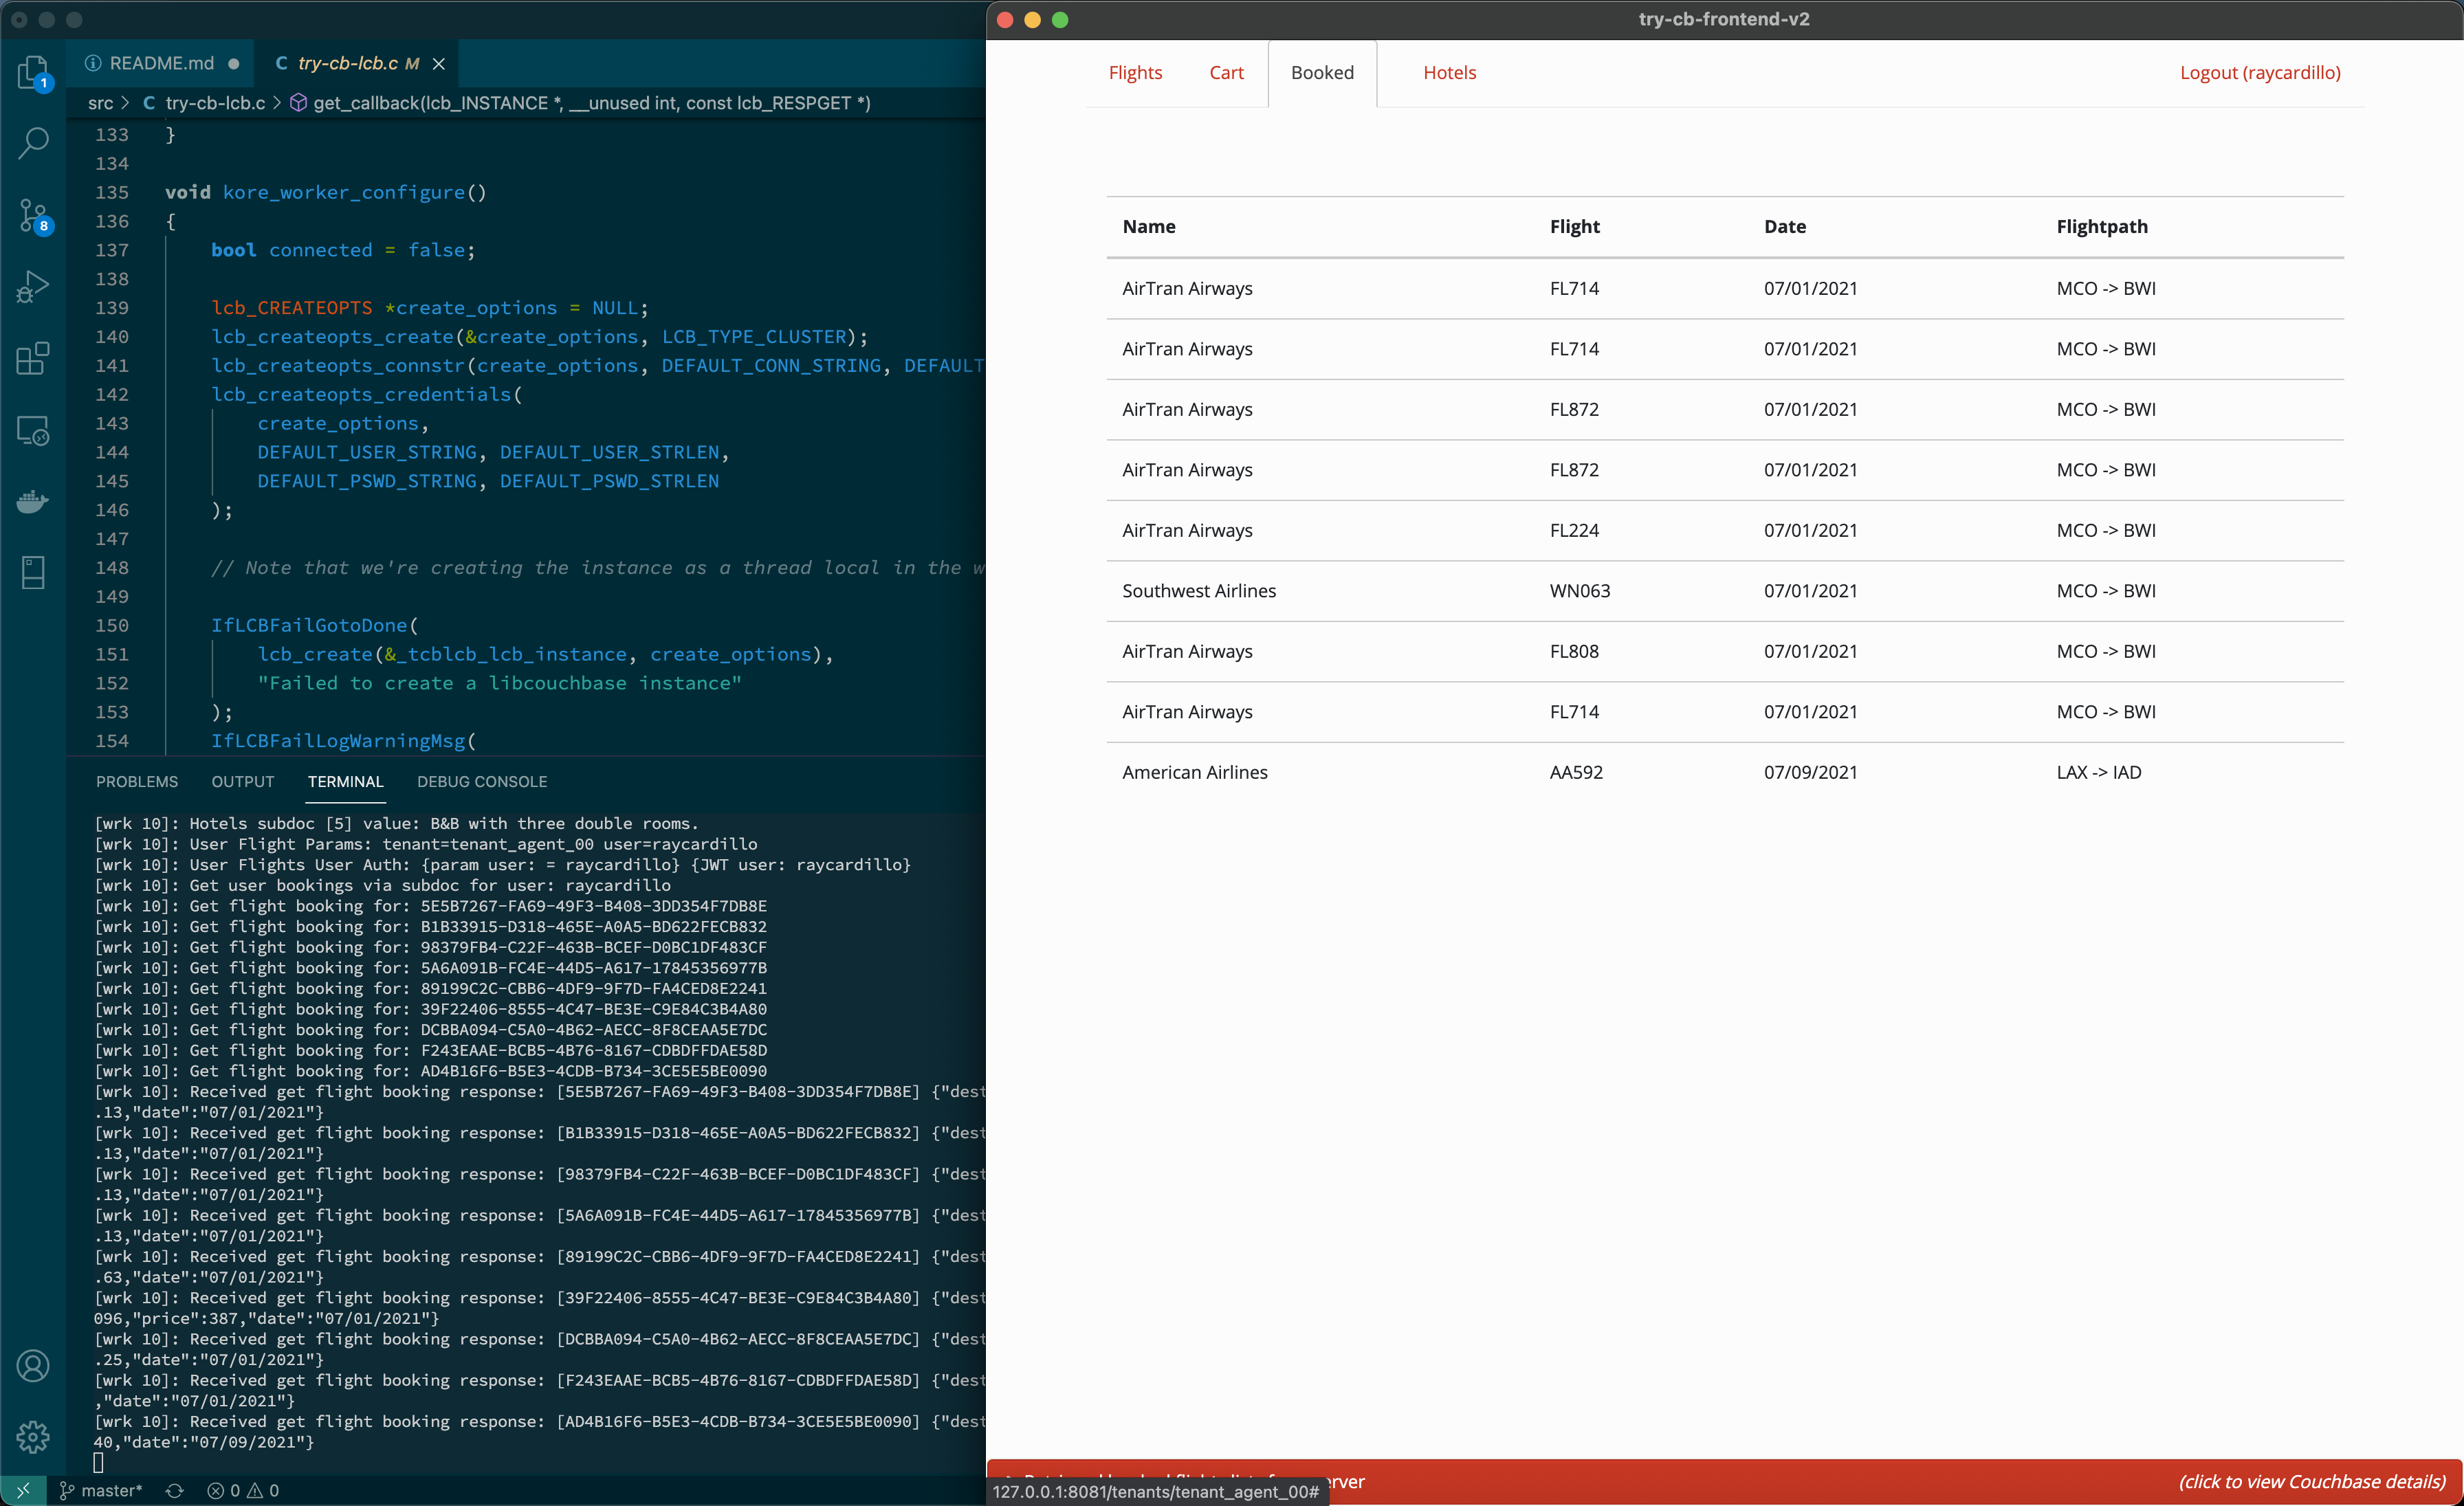 README.md
C try-cb-lcb.c M
src > C try-cb-lcb.c > get_callback(lcb_INSTANCE *, __unused int, const lcb_RESPGET *)
1
8
133 }
134
135 void kore_worker_configure()
136 {
137 bool connected = false;
138
139 lcb_CREATEOPTS *create_options = NULL;
140 lcb_createopts_create(&create_options, LCB_TYPE_CLUSTER);
141 lcb_createopts_connstr(create_options, DEFAULT_CONN_STRING, DEFAULT
142 lcb_createopts_credentials(
143 create_options,
144 DEFAULT_USER_STRING, DEFAULT_USER_STRLEN,
145 DEFAULT_PSWD_STRING, DEFAULT_PSWD_STRLEN
146 );
147
148 // Note that we're creating the instance as a thread local in the w
149
150 IfLCBFailGotoDone(
151 lcb_create(&_tcblcb_lcb_instance, create_options),
152 "Failed to create a libcouchbase instance"
153 );
154 IfLCBFailLogWarningMsg(
PROBLEMS OUTPUT TERMINAL DEBUG CONSOLE
[wrk 10]: Hotels subdoc [5] value: B&B with three double rooms.
[wrk 10]: User Flight Params: tenant=tenant_agent_00 user=raycardillo
[wrk 10]: User Flights User Auth: {param user: = raycardillo} {JWT user: raycardillo}
[wrk 10]: Get user bookings via subdoc for user: raycardillo
[wrk 10]: Get flight booking for: 5E5B7267-FA69-49F3-B408-3DD354F7DB8E
[wrk 10]: Get flight booking for: B1B33915-D318-465E-A0A5-BD622FECB832
[wrk 10]: Get flight booking for: 98379FB4-C22F-463B-BCEF-D0BC1DF483CF
[wrk 10]: Get flight booking for: 5A6A091B-FC4E-44D5-A617-17845356977B
[wrk 10]: Get flight booking for: 89199C2C-CBB6-4DF9-9F7D-FA4CED8E2241
[wrk 10]: Get flight booking for: 39F22406-8555-4C47-BE3E-C9E84C3B4A80
[wrk 10]: Get flight booking for: DCBBA094-C5A0-4B62-AECC-8F8CEAA5E7DC
[wrk 10]: Get flight booking for: F243EAAE-BCB5-4B76-8167-CDBDFFDAE58D
[wrk 10]: Get flight booking for: AD4B16F6-B5E3-4CDB-B734-3CE5E5BE0090
[wrk 10]: Received get flight booking response: [5E5B7267-FA69-49F3-B408-3DD354F7DB8E] {"dest
.13,"date":"07/01/2021"}
[wrk 10]: Received get flight booking response: [B1B33915-D318-465E-A0A5-BD622FECB832] {"dest
.13,"date":"07/01/2021"}
[wrk 10]: Received get flight booking response: [98379FB4-C22F-463B-BCEF-D0BC1DF483CF] {"dest
.13,"date":"07/01/2021"}
[wrk 10]: Received get flight booking response: [5A6A091B-FC4E-44D5-A617-17845356977B] {"dest
.13,"date":"07/01/2021"}
[wrk 10]: Received get flight booking response: [89199C2C-CBB6-4DF9-9F7D-FA4CED8E2241] {"dest
.63,"date":"07/01/2021"}
[wrk 10]: Received get flight booking response: [39F22406-8555-4C47-BE3E-C9E84C3B4A80] {"dest
096,"price":387,"date":"07/01/2021"}
[wrk 10]: Received get flight booking response: [DCBBA094-C5A0-4B62-AECC-8F8CEAA5E7DC] {"dest
.25,"date":"07/01/2021"}
[wrk 10]: Received get flight booking response: [F243EAAE-BCB5-4B76-8167-CDBDFFDAE58D] {"dest
,"date":"07/01/2021"}
[wrk 10]: Received get flight booking response: [AD4B16F6-B5E3-4CDB-B734-3CE5E5BE0090] {"dest
40,"date":"07/09/2021"}
master* 0 0
try-cb-frontend-v2
Flights Cart Booked Hotels Logout (raycardillo)
Name Flight Date Flightpath
AirTran Airways FL714 07/01/2021 MCO -> BWI
AirTran Airways FL714 07/01/2021 MCO -> BWI
AirTran Airways FL872 07/01/2021 MCO -> BWI
AirTran Airways FL872 07/01/2021 MCO -> BWI
AirTran Airways FL224 07/01/2021 MCO -> BWI
Southwest Airlines WN063 07/01/2021 MCO -> BWI
AirTran Airways FL808 07/01/2021 MCO -> BWI
AirTran Airways FL714 07/01/2021 MCO -> BWI
American Airlines AA592 07/09/2021 LAX -> IAD
(click to view Couchbase details)
127.0.0.1:8081/tenants/tenant_agent_00#